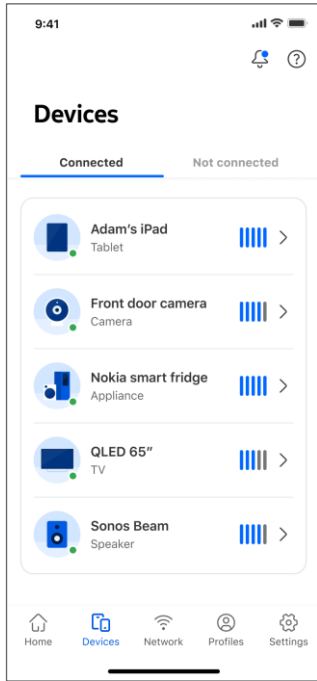 9:41
Devices
Connected Not connected
Adam’s iPad
Tablet
Front door camera
Camera
Nokia smart fridge
Appliance
QLED 65”
TV
Sonos Beam
Speaker
Home Devices Network Profiles Settings